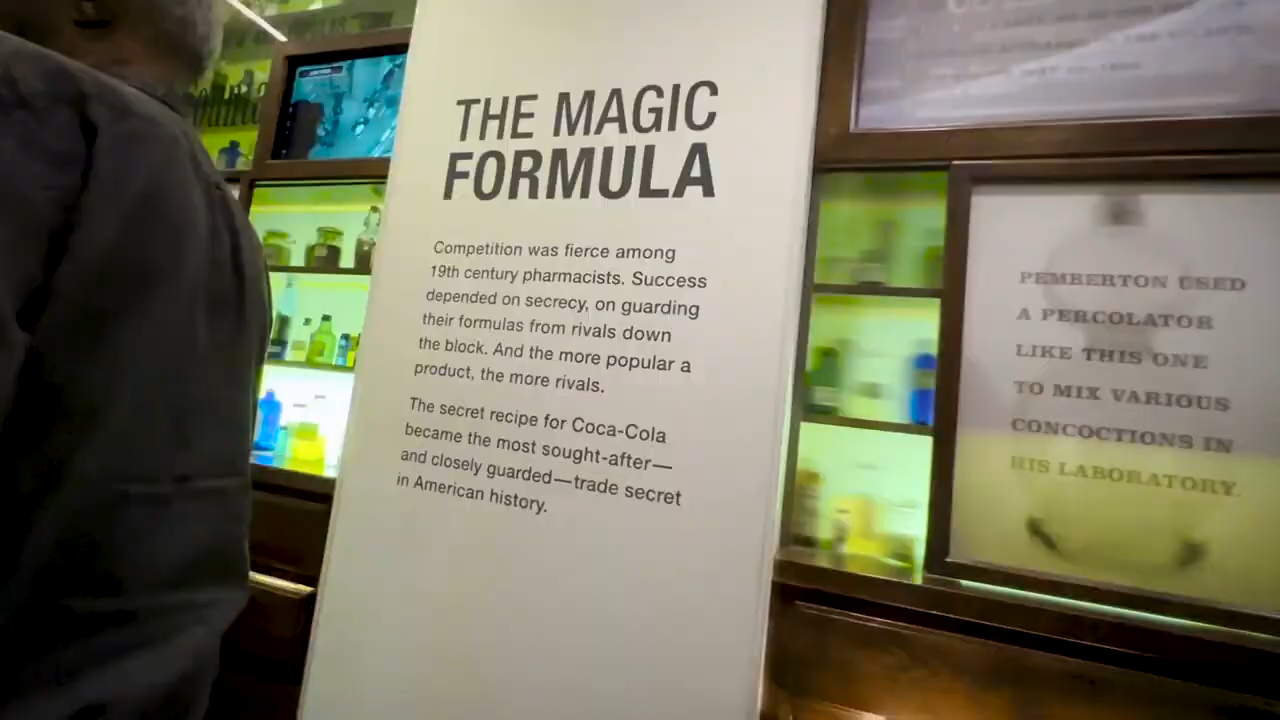 THE MAGIC
FORMULA
Competition was fierce among
19th century pharmacists. Success
depended on secrecy, on guarding
their formulas from rivals down
the block. And the more popular a
product, the more rivals.
The secret recipe for Coca-Cola
became the most sought-after—
and closely guarded—trade secret
in American history.
PEMBERTON USED
A PERCOLATOR
LIKE THIS ONE
TO MIX VARIOUS
CONCOCTIONS IN
HIS LABORATORY.